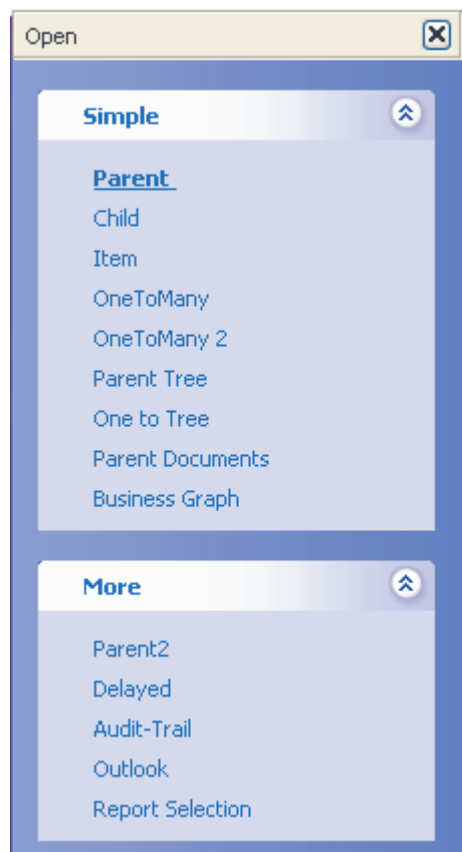 Open
Simple
Parent
Child
Item
OneToMany
OneToMany 2
Parent Tree
One to Tree
Parent Documents
Business Graph
More
Parent2
Delayed
Audit-Trail
Outlook
Report Selection